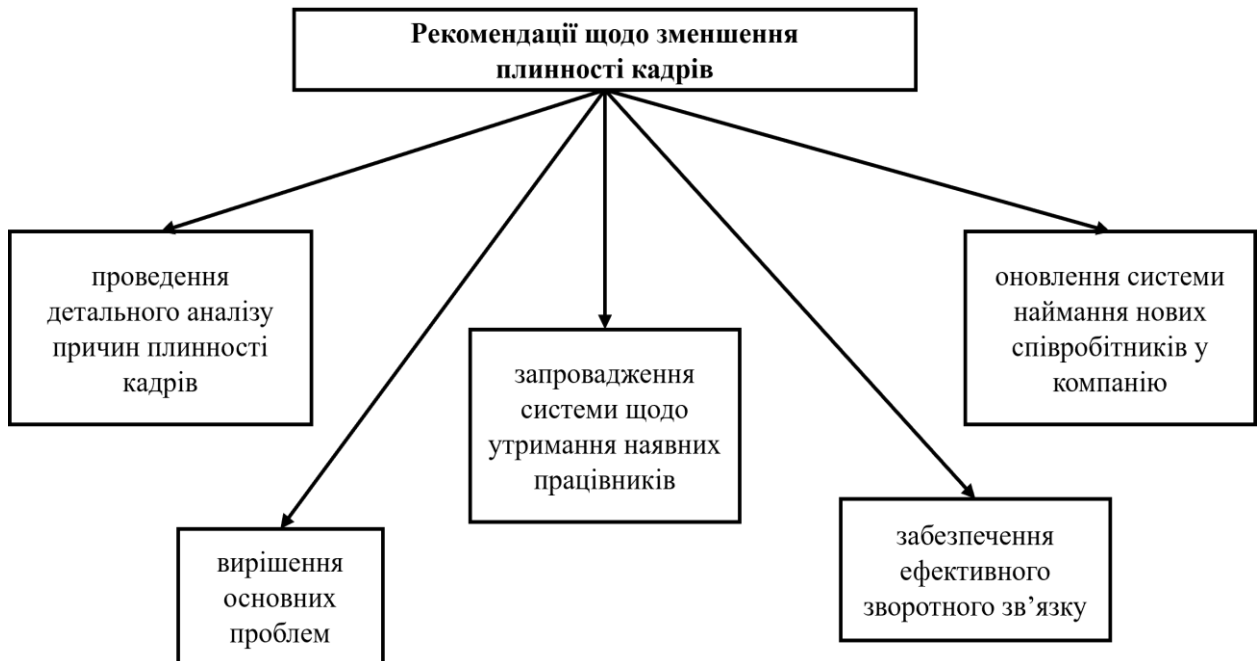 Рекомендації щодо зменшення
плинності кадрів
проведення
детального аналізу
причин плинності
кадрів
вирішення
основних
проблем
запровадження
системи щодо
утримання наявних
працівників
забезпечення
ефективного
зворотного зв’язку
оновлення системи
наймання нових
співробітників у
компанію